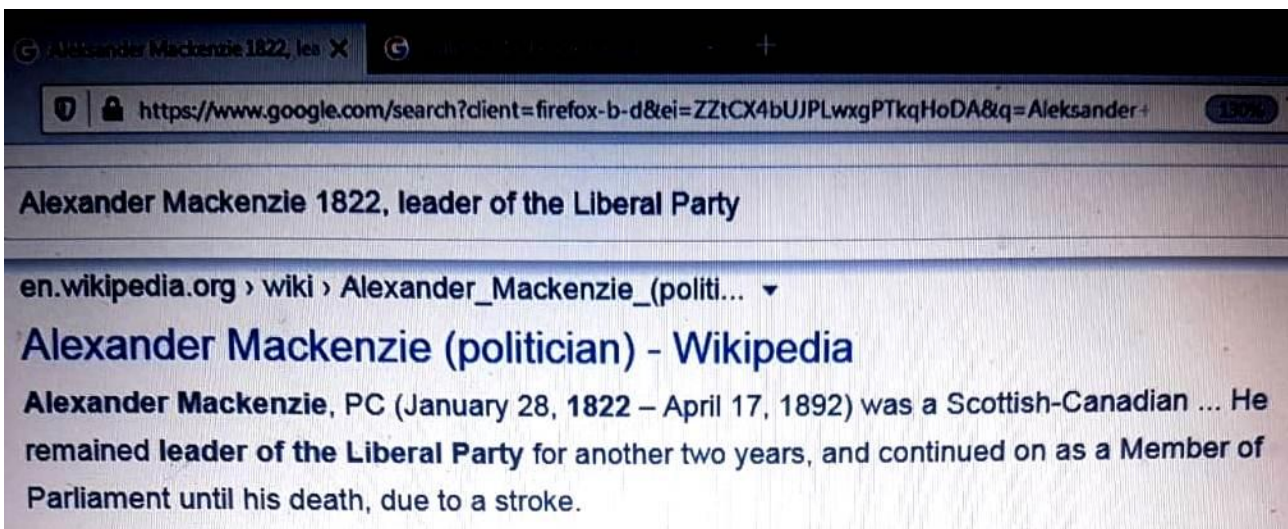 Aleksander Mackenzie 1822, lea
https://www.google.com/search?client=firefox-b-d&ei=ZZtCX4bUJPLwxgPTkqHoDA&q=Aleksander+
130%
Alexander Mackenzie 1822, leader of the Liberal Party
en.wikipedia.org › wiki › Alexander_Mackenzie_(politi...
Alexander Mackenzie (politician) - Wikipedia
Alexander Mackenzie, PC (January 28, 1822 – April 17, 1892) was a Scottish-Canadian ... He
remained leader of the Liberal Party for another two years, and continued on as a Member of
Parliament until his death, due to a stroke.